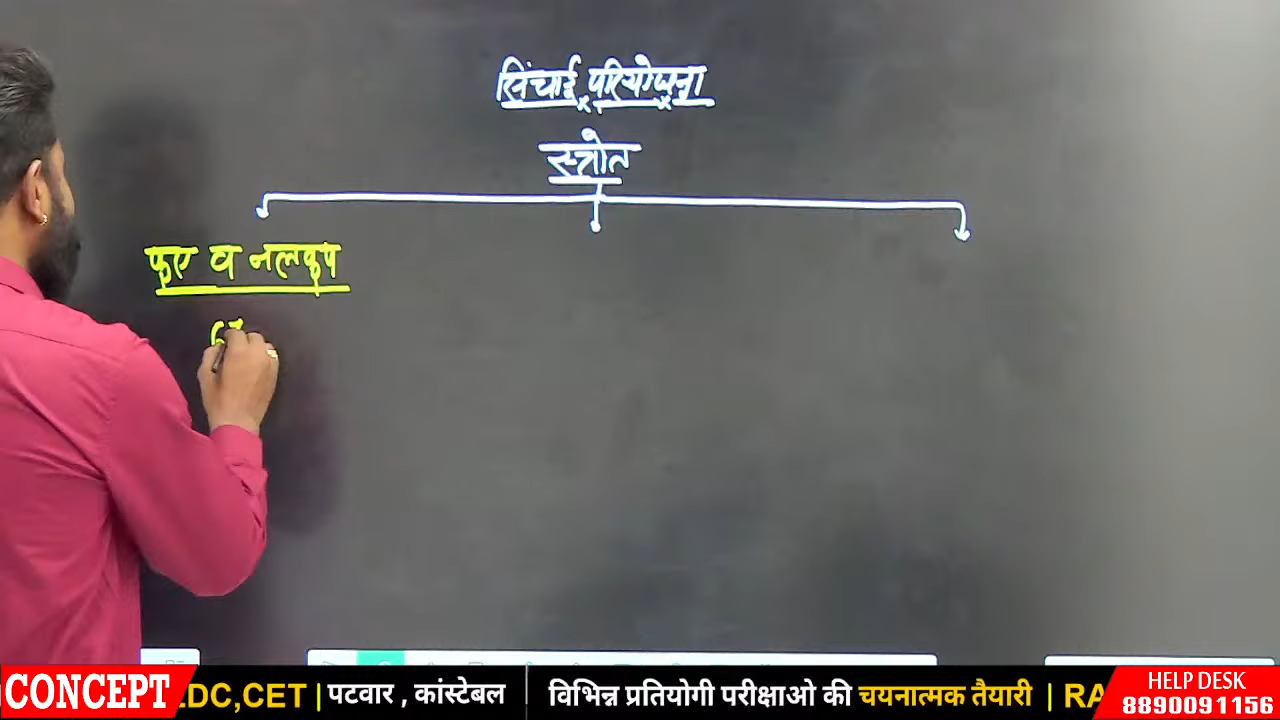 सिंचाई परियोजना
स्त्रोत
कुए व नलकूप
CONCEPT
DC,CET | पटवार , कांस्टेबल
विभिन्न प्रतियोगी परीक्षाओ की चयनात्मक तैयारी | RA
HELP DESK
8890091156